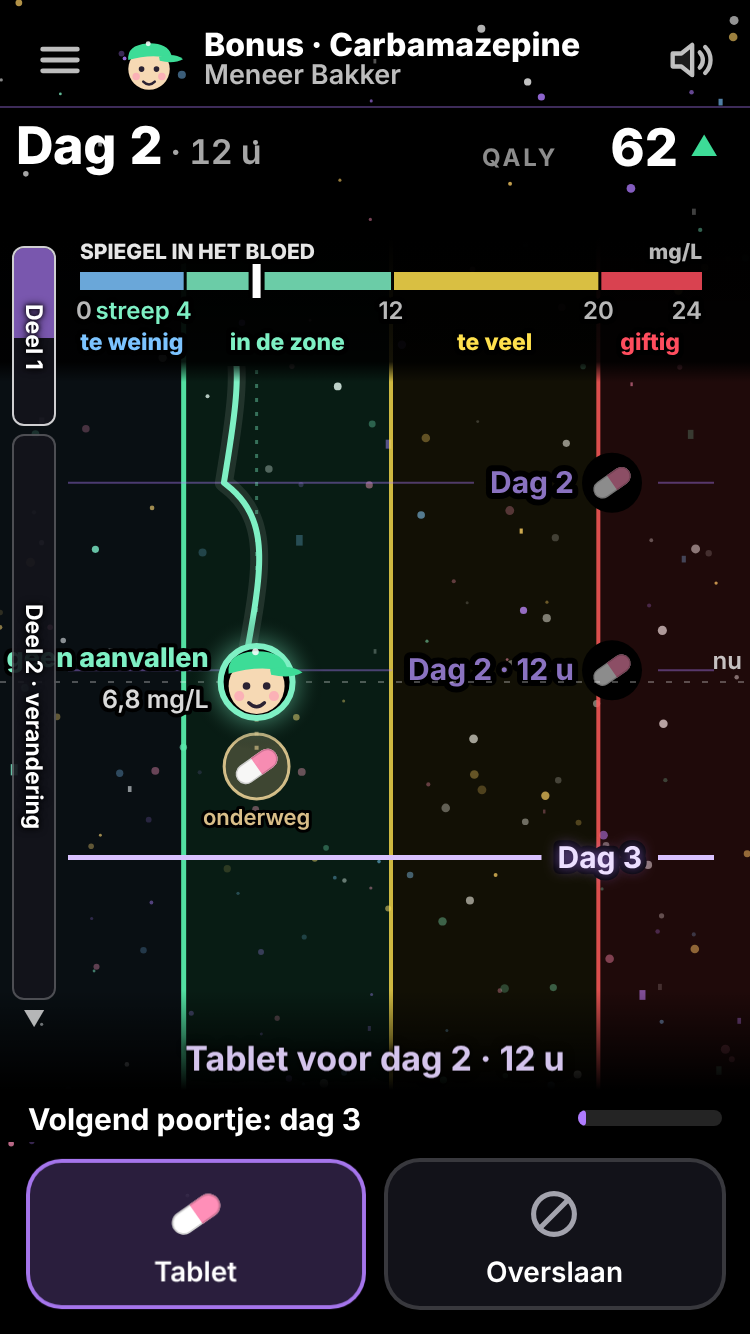 Bonus · Carbamazepine
Meneer Bakker
Dag 2 · 12 u
QALY 62
SPIEGEL IN HET BLOED mg/L
0 streep 4 12 20 24
te weinig in de zone te veel giftig
Deel 1
Dag 2
Deel 2 · verandering
aanvallen
Dag 2 · 12 u
nu
6,8 mg/L
onderweg
Dag 3
Tablet voor dag 2 · 12 u
Volgend poortje: dag 3
Tablet
Overslaan